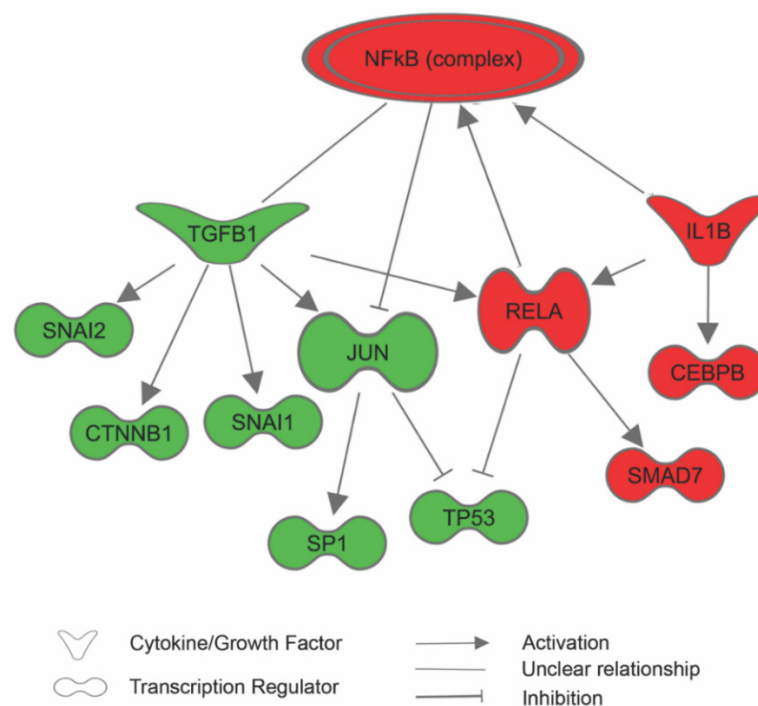 NFkB (complex)
TGFB1
IL1B
SNAI2
JUN
RELA
CEBPB
CTNNB1
SNAI1
SMAD7
SP1
TP53
Cytokine/Growth Factor
Activation
Unclear relationship
Transcription Regulator
Inhibition